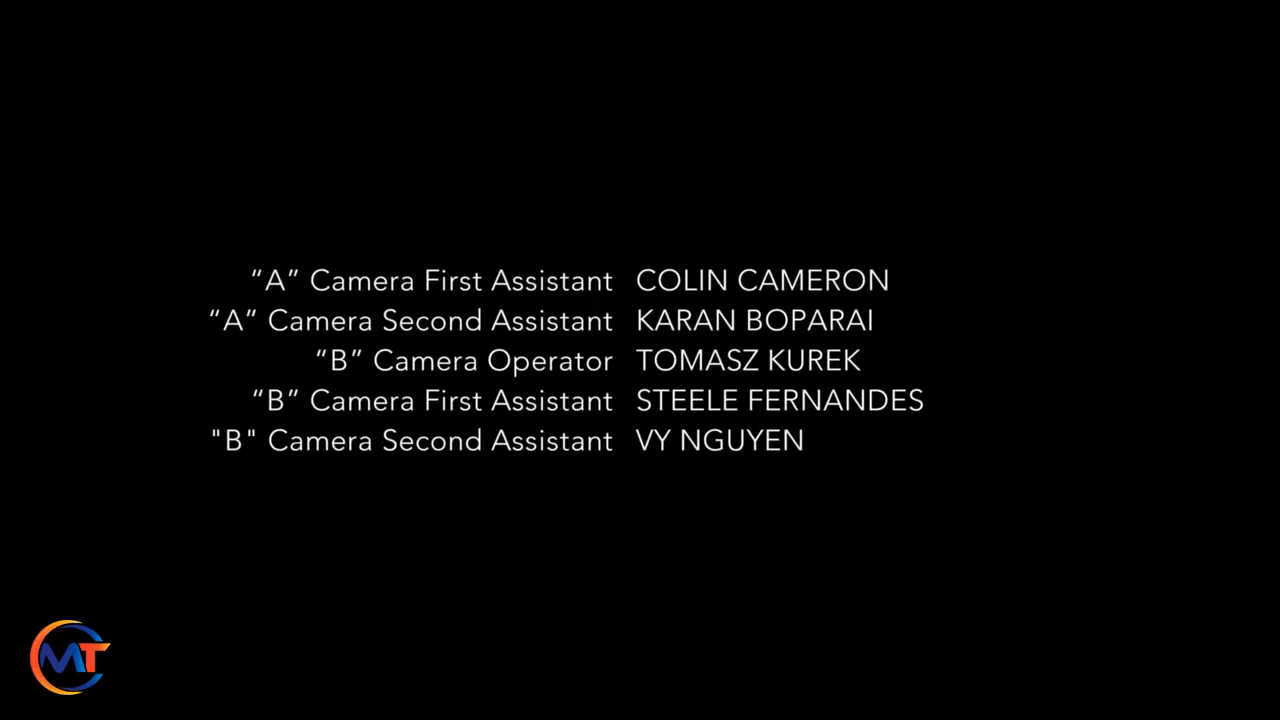 “A” Camera First Assistant COLIN CAMERON
“A” Camera Second Assistant KARAN BOPARAI
“B” Camera Operator TOMASZ KUREK
“B” Camera First Assistant STEELE FERNANDES
"B" Camera Second Assistant VY NGUYEN
MT